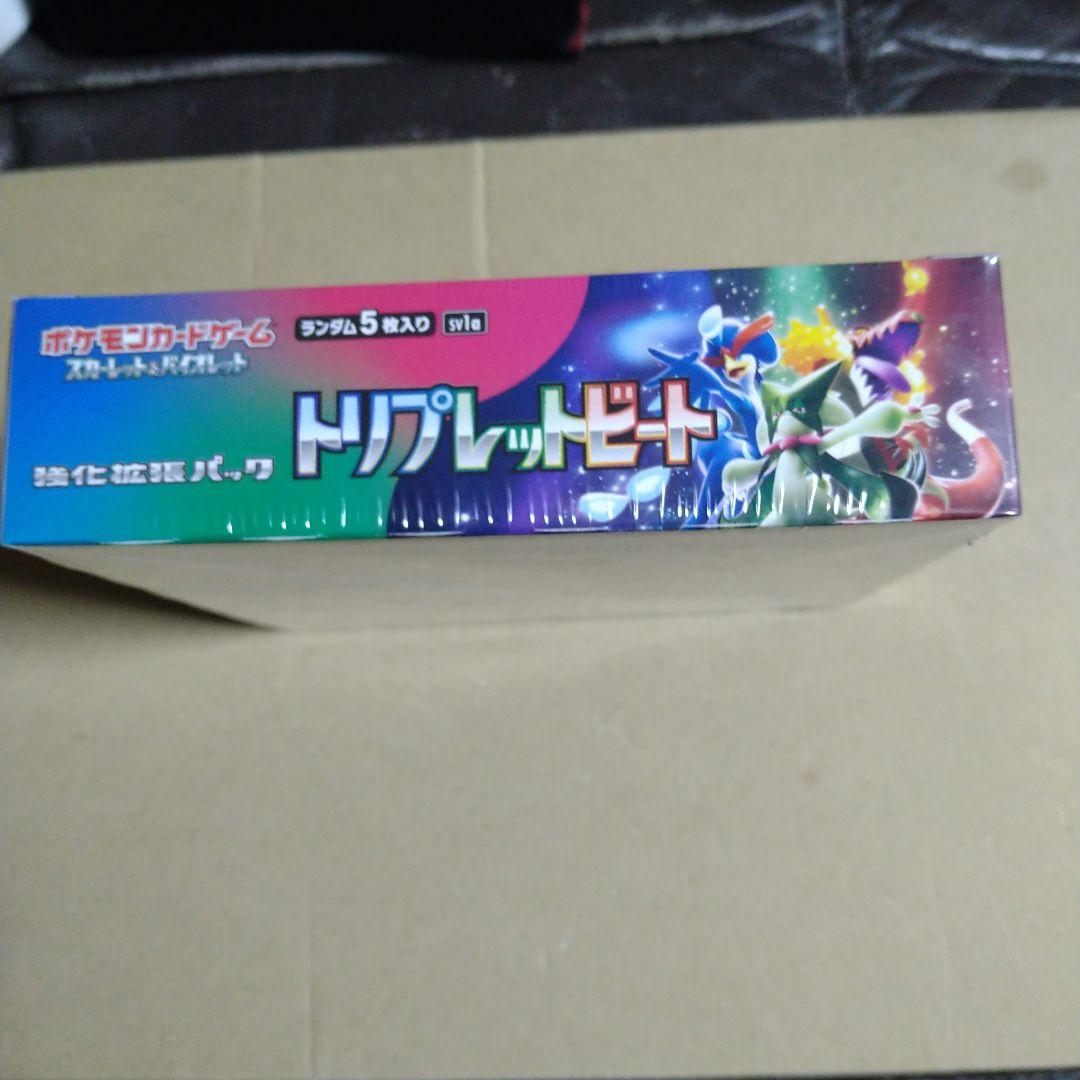 ポケモンカードゲーム
スカーレット&バイオレット
ランダム5枚入り sv1a
強化拡張パック
トリプレットビート